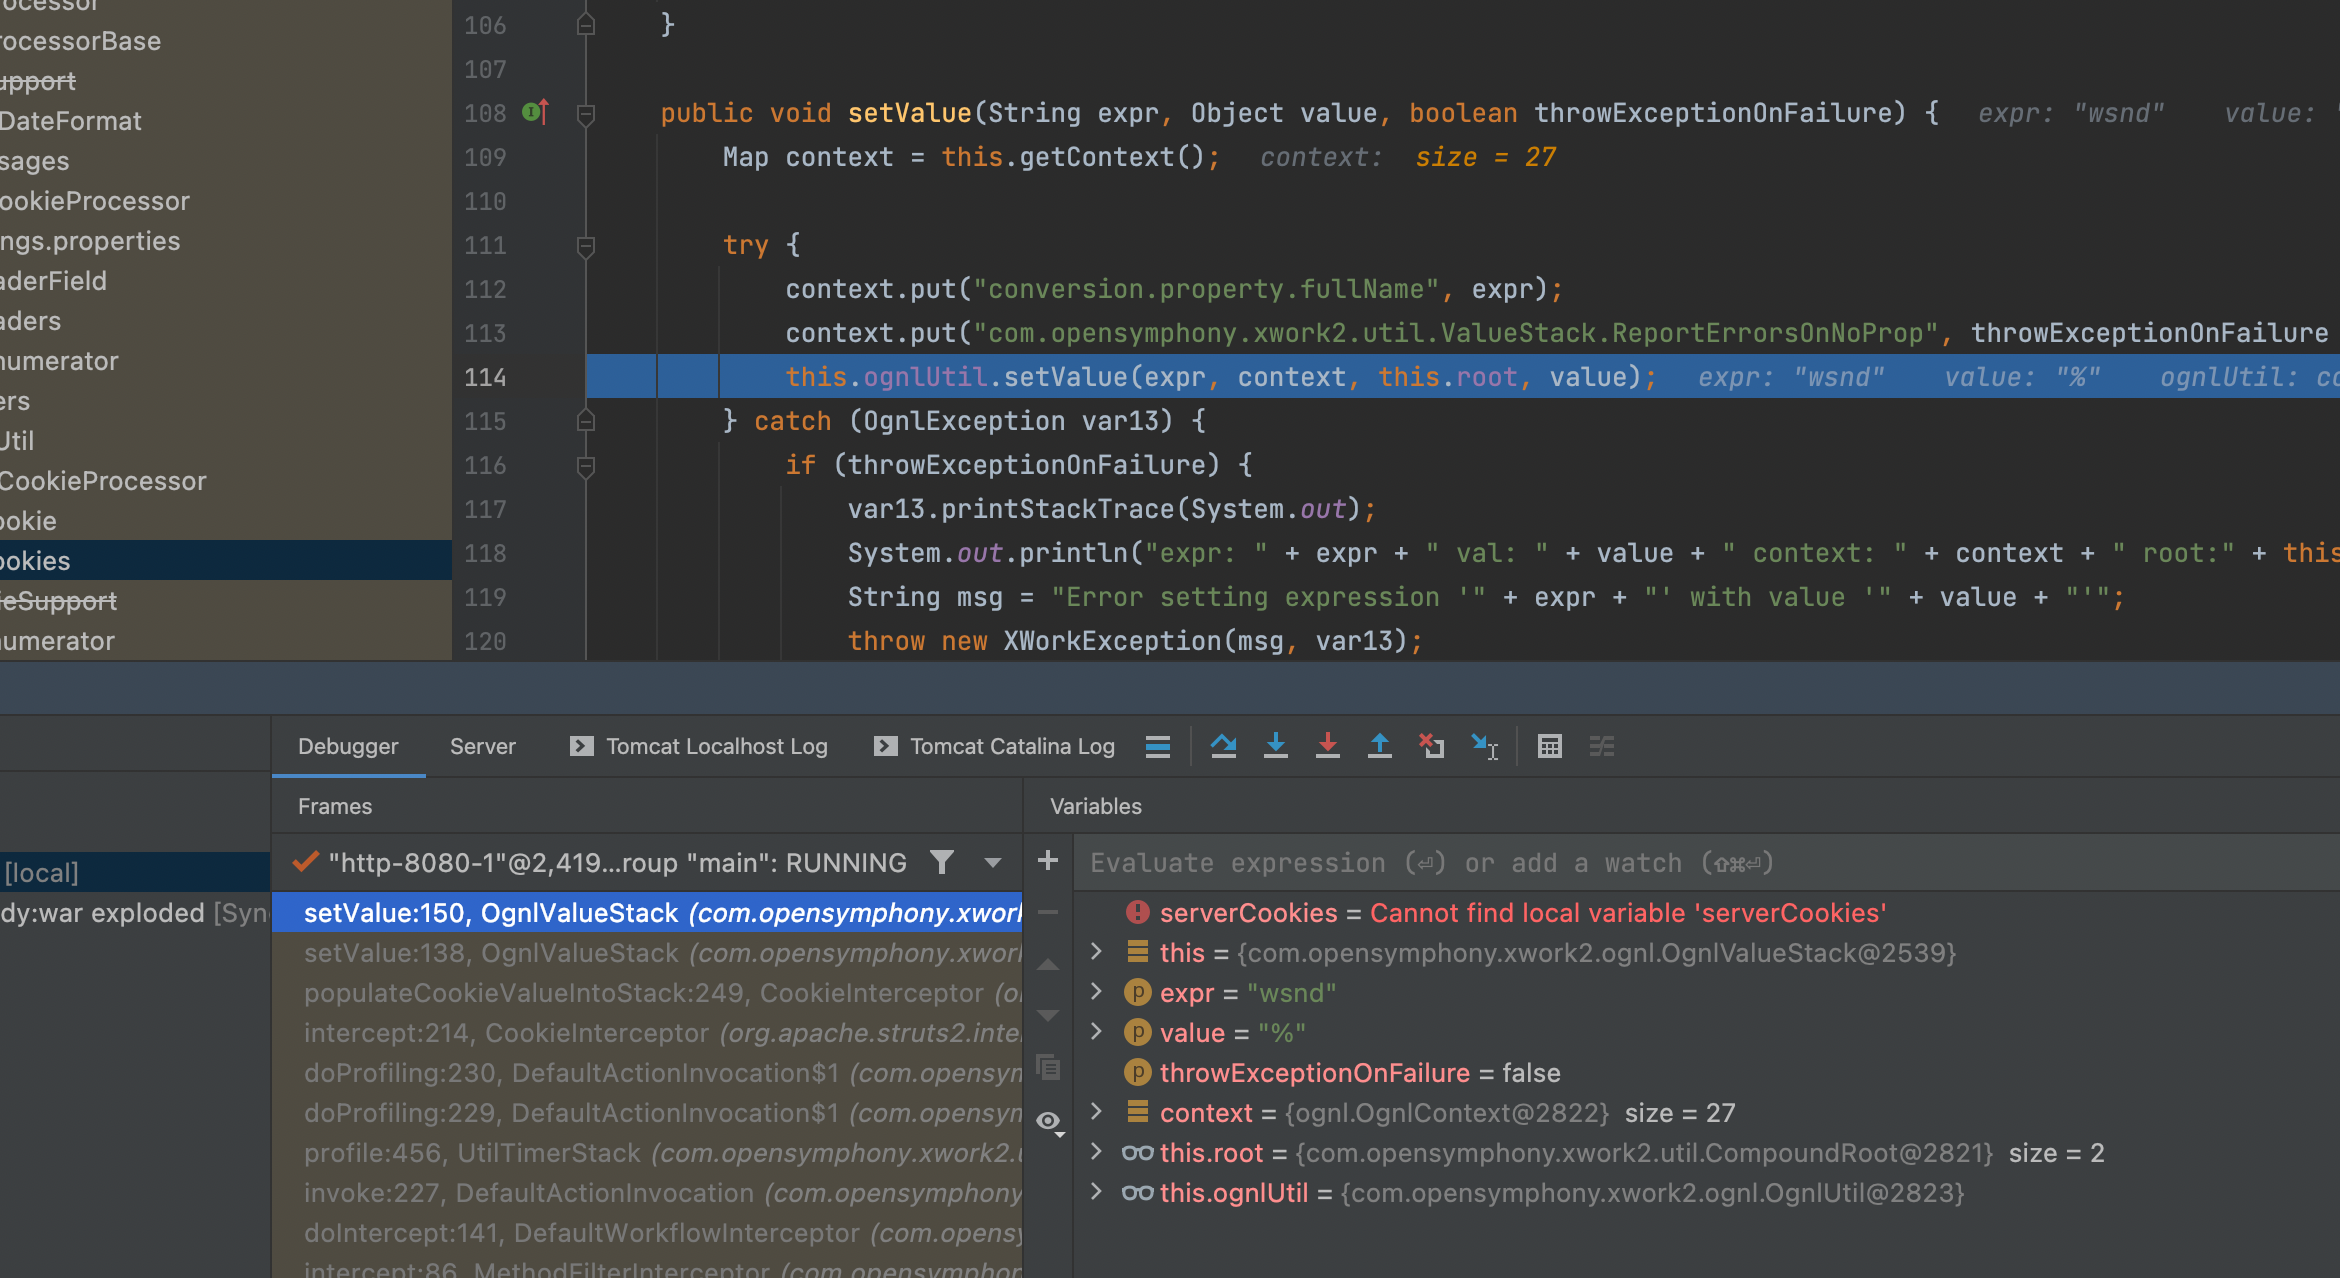 ocessor
rocessorBase
upport
DateFormat
sages
ookieProcessor
ngs.properties
aderField
aders
numerator
ers
Util
CookieProcessor
ookie
ookies
ieSupport
numerator
106 }
107
108 public void setValue(String expr, Object value, boolean throwExceptionOnFailure) { expr: "wsnd" value: "
109 Map context = this.getContext(); context: size = 27
110
111 try {
112 context.put("conversion.property.fullName", expr);
113 context.put("com.opensymphony.xwork2.util.ValueStack.ReportErrorsOnNoProp", throwExceptionOnFailure
114 this.ognlUtil.setValue(expr, context, this.root, value); expr: "wsnd" value: "%" ognlUtil: co
115 } catch (OgnlException var13) {
116 if (throwExceptionOnFailure) {
117 var13.printStackTrace(System.out);
118 System.out.println("expr: " + expr + " val: " + value + " context: " + context + " root:" + this
119 String msg = "Error setting expression '" + expr + "' with value '" + value + "'";
120 throw new XWorkException(msg, var13);
Debugger Server Tomcat Localhost Log Tomcat Catalina Log
Frames
Variables
[local]
dy:war exploded [Syn
"http-8080-1"@2,419...roup "main": RUNNING
setValue:150, OgnlValueStack (com.opensymphony.xwork
setValue:138, OgnlValueStack (com.opensymphony.xwork
populateCookieValueIntoStack:249, CookieInterceptor (or
intercept:214, CookieInterceptor (org.apache.struts2.inte
doProfiling:230, DefaultActionInvocation$1 (com.opensyn
doProfiling:229, DefaultActionInvocation$1 (com.opensyn
profile:456, UtilTimerStack (com.opensymphony.xwork2.u
invoke:227, DefaultActionInvocation (com.opensymphony
doIntercept:141, DefaultWorkflowInterceptor (com.opensy
intercept:86, MethodFilterInterceptor (com.opensymphor
Evaluate expression (⏎) or add a watch (⇧⌘⏎)
serverCookies = Cannot find local variable 'serverCookies'
this = {com.opensymphony.xwork2.ognl.OgnlValueStack@2539}
expr = "wsnd"
value = "%"
throwExceptionOnFailure = false
context = {ognl.OgnlContext@2822} size = 27
this.root = {com.opensymphony.xwork2.util.CompoundRoot@2821} size = 2
this.ognlUtil = {com.opensymphony.xwork2.ognl.OgnlUtil@2823}